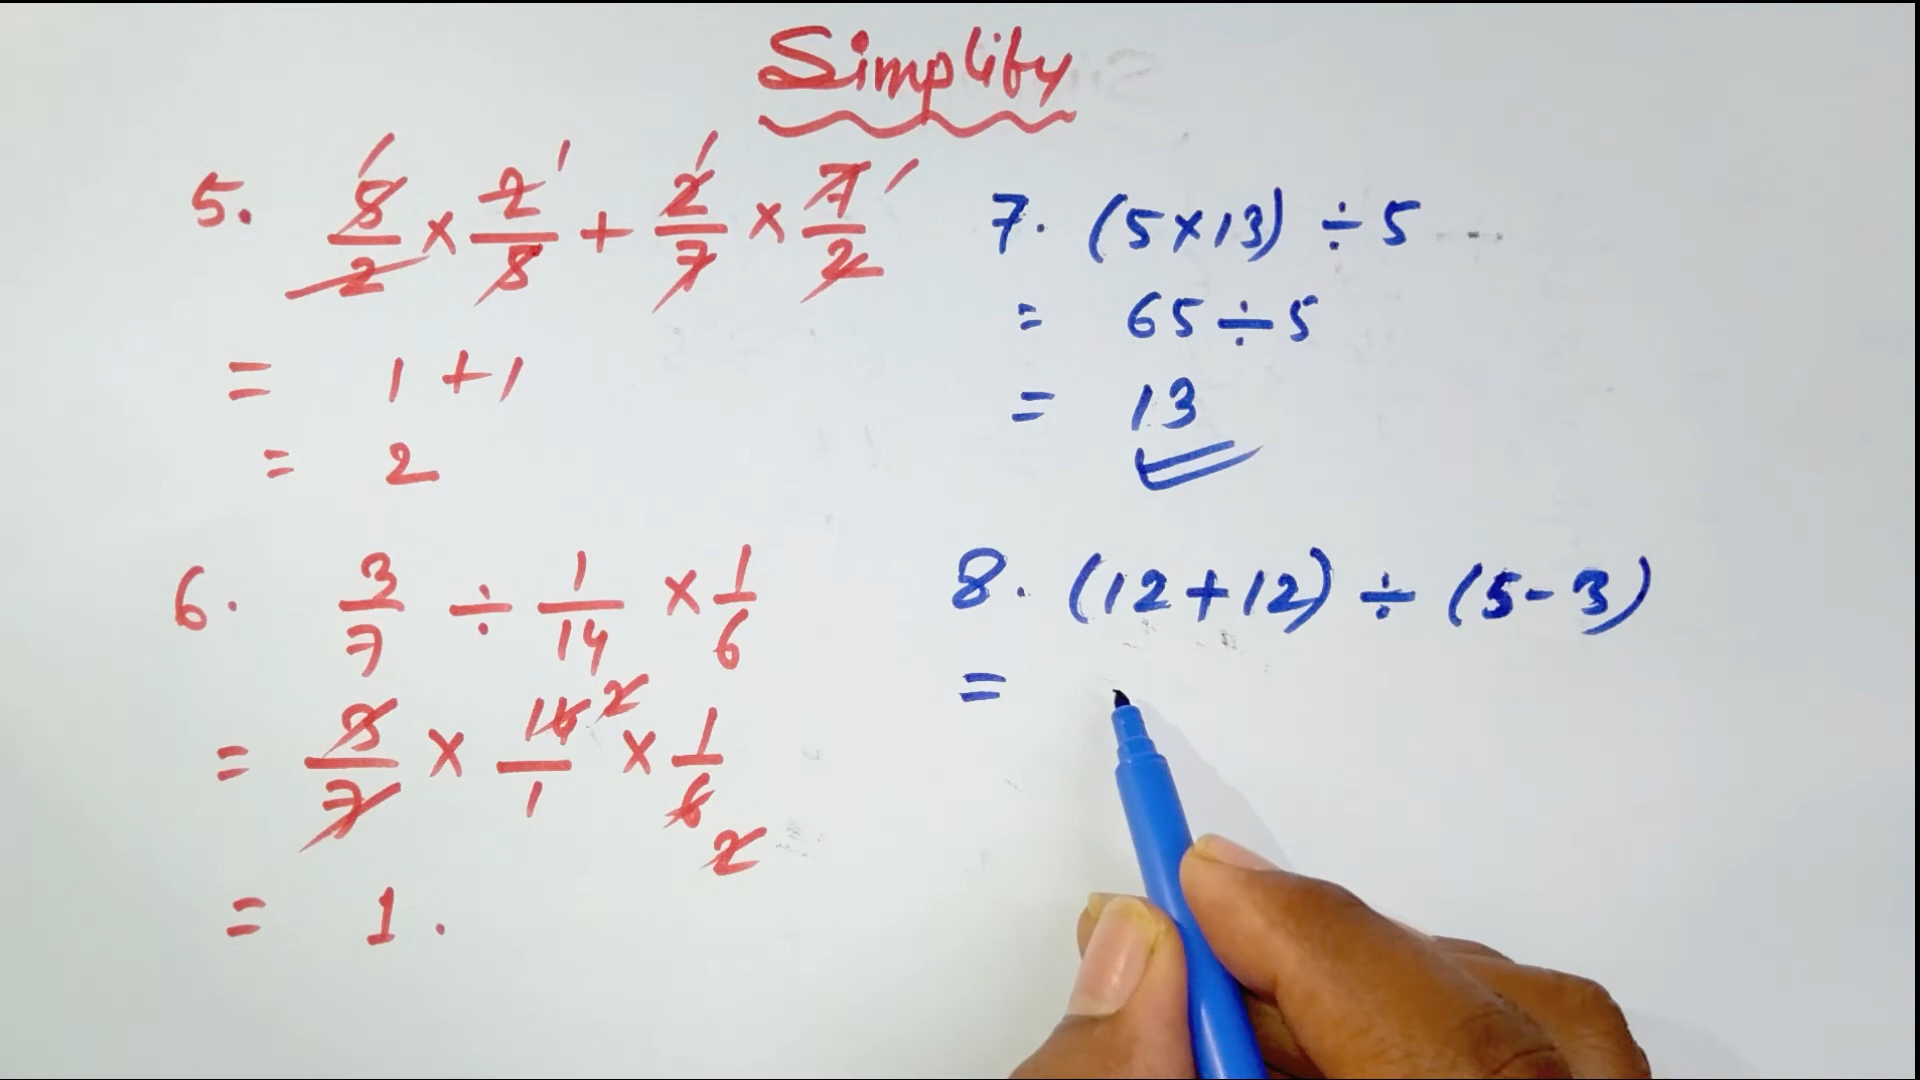 Simplify
5. 8/2 × 2/8 + 2/7 × 7/2
= 1 + 1
= 2
6. 3/7 ÷ 1/14 × 1/6
= 3/7 × 14/1 × 1/6
2
2
= 1.
7. (5×13) ÷ 5
= 65 ÷ 5
= 13
8. (12+12) ÷ (5-3)
=